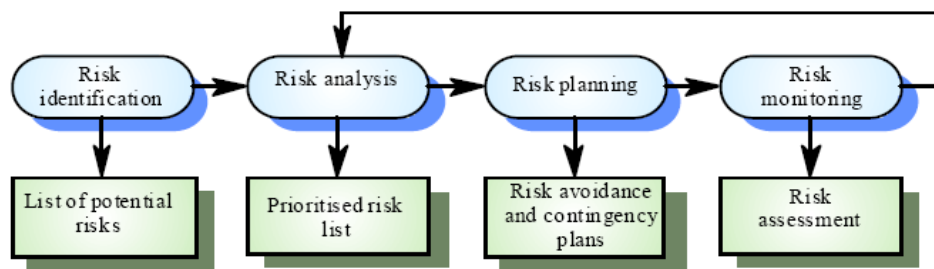 Risk
identification
Risk analysis
Risk planning
Risk
monitoring
List of potential
risks
Prioritised risk
list
Risk avoidance
and contingency
plans
Risk
assessment